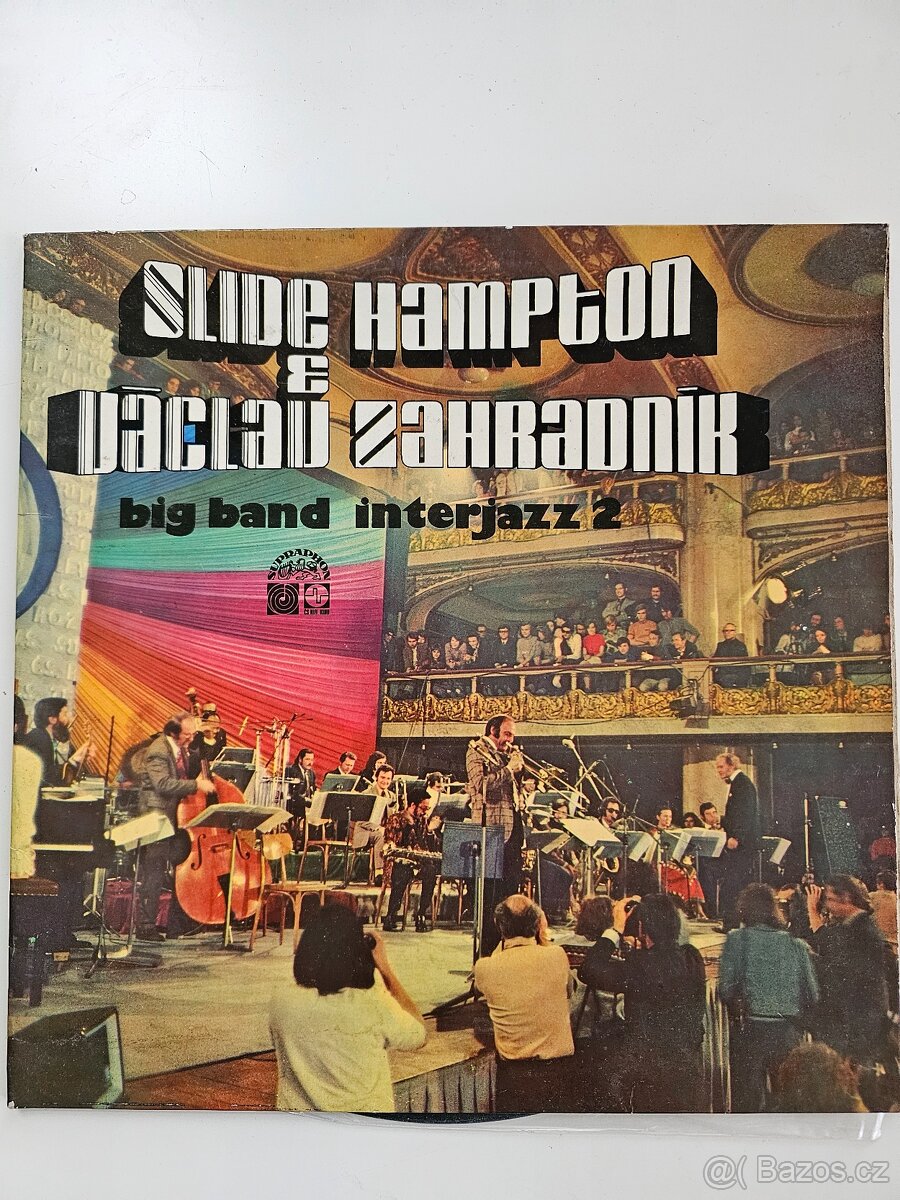 SLIDE HAMPTON
&
VÁCLAV ZAHRADNÍK
big band interjazz 2
SUPRAPHON
@( Bazos.cz